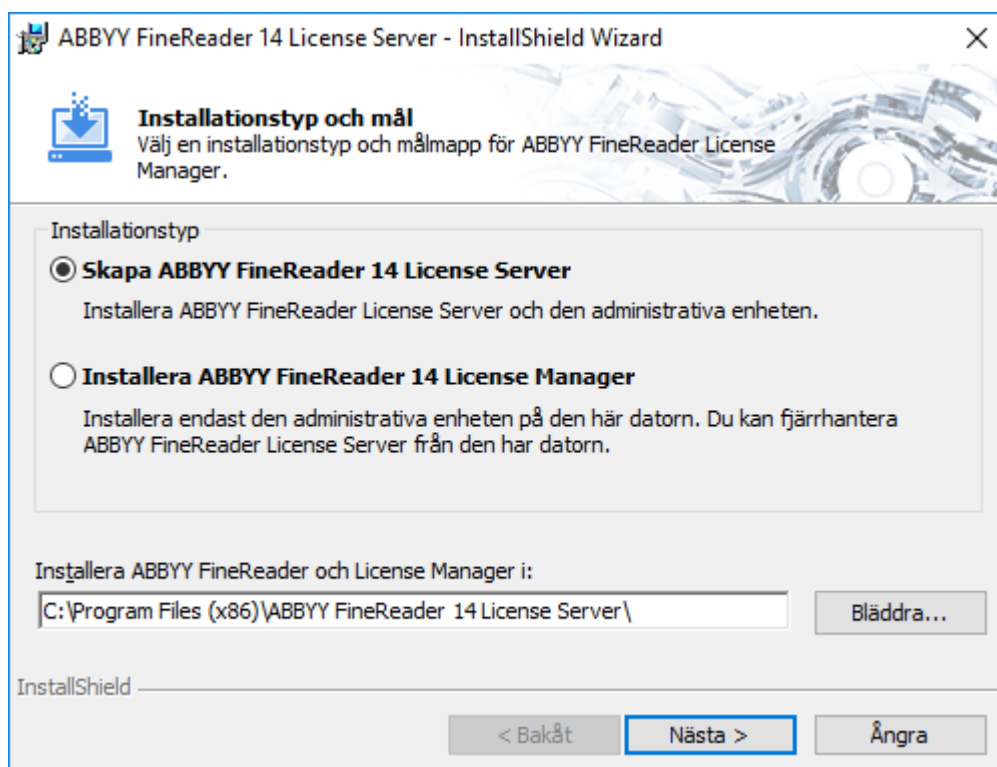 ABBYY FineReader 14 License Server - InstallShield Wizard
Installationstyp och mål
Välj en installationstyp och målmapp för ABBYY FineReader License
Manager.
Installationstyp
Skapa ABBYY FineReader 14 License Server
Installera ABBYY FineReader License Server och den administrativa enheten.
Installera ABBYY FineReader 14 License Manager
Installera endast den administrativa enheten på den här datorn. Du kan fjärrhantera
ABBYY FineReader License Server från den har datorn.
Installera ABBYY FineReader och License Manager i:
C:\Program Files (x86)\ABBYY FineReader 14 License Server\
Bläddra...
InstallShield
< Bakåt
Nästa >
Ångra